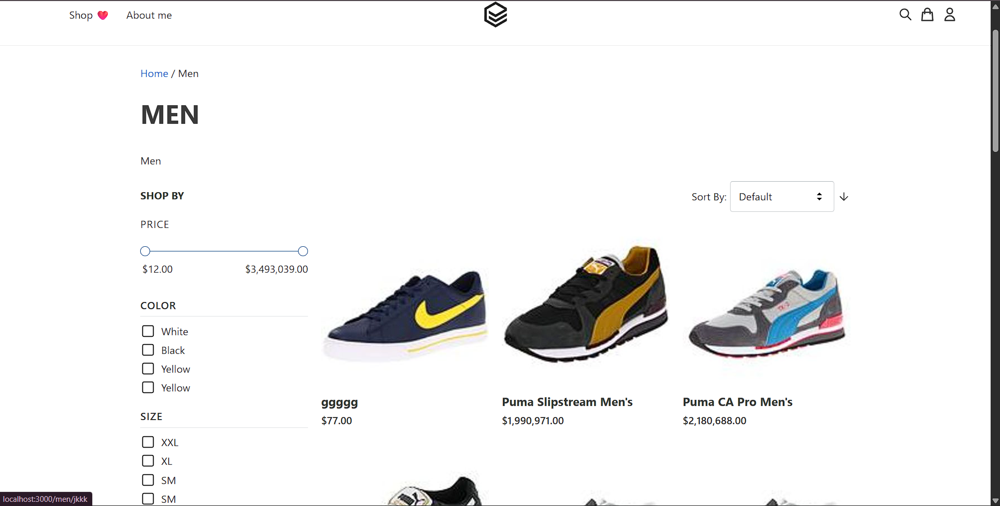 Shop About me
Home / Men
MEN
Men
SHOP BY
Sort By: Default
PRICE
$12.00 $3,493,039.00
COLOR
White
Black
Yellow
Yellow
SIZE
XXL
XL
SM
SM
ggggg
$77.00
Puma Slipstream Men's
$1,990,971.00
Puma CA Pro Men's
$2,180,688.00
localhost:3000/men/jkkk